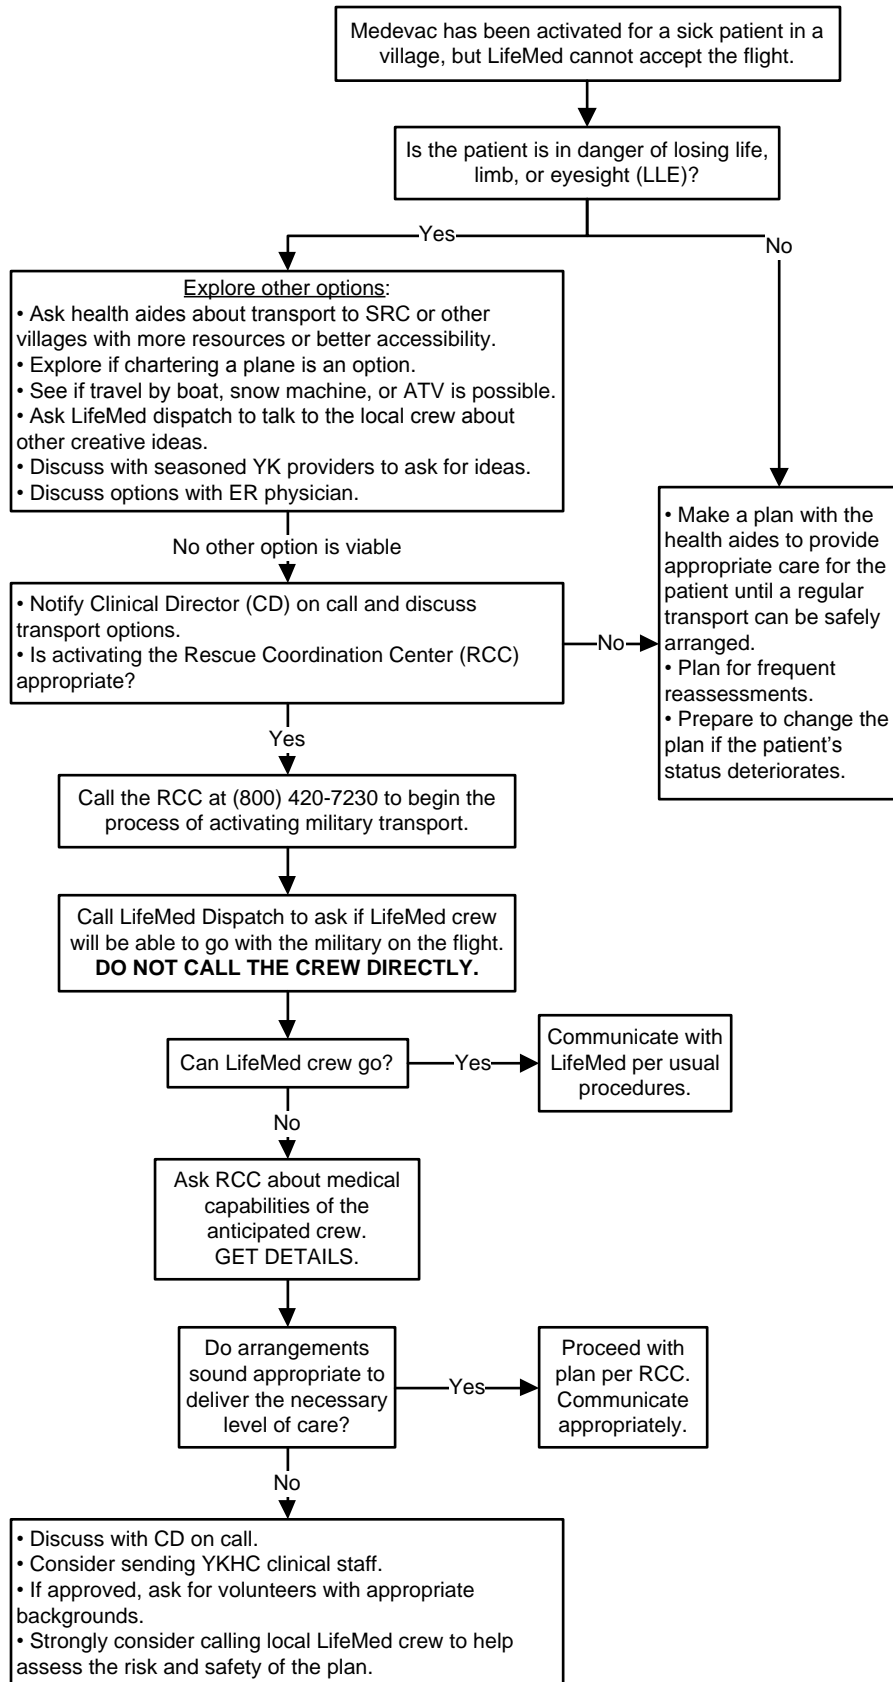 Medevac has been activated for a sick patient in a
village, but LifeMed cannot accept the flight.
Is the patient is in danger of losing life,
limb, or eyesight (LLE)?
Yes
No
Explore other options:
• Ask health aides about transport to SRC or other
villages with more resources or better accessibility.
• Explore if chartering a plane is an option.
• See if travel by boat, snow machine, or ATV is possible.
• Ask LifeMed dispatch to talk to the local crew about
other creative ideas.
• Discuss with seasoned YK providers to ask for ideas.
• Discuss options with ER physician.
No other option is viable
• Notify Clinical Director (CD) on call and discuss
transport options.
• Is activating the Rescue Coordination Center (RCC)
appropriate?
No
• Make a plan with the
health aides to provide
appropriate care for the
patient until a regular
transport can be safely
arranged.
• Plan for frequent
reassessments.
• Prepare to change the
plan if the patient’s
status deteriorates.
Yes
Call the RCC at (800) 420-7230 to begin the
process of activating military transport.
Call LifeMed Dispatch to ask if LifeMed crew
will be able to go with the military on the flight.
DO NOT CALL THE CREW DIRECTLY.
Can LifeMed crew go?
Yes
Communicate with
LifeMed per usual
procedures.
No
Ask RCC about medical
capabilities of the
anticipated crew.
GET DETAILS.
Do arrangements
sound appropriate to
deliver the necessary
level of care?
Yes
Proceed with
plan per RCC.
Communicate
appropriately.
No
• Discuss with CD on call.
• Consider sending YKHC clinical staff.
• If approved, ask for volunteers with appropriate
backgrounds.
• Strongly consider calling local LifeMed crew to help
assess the risk and safety of the plan.